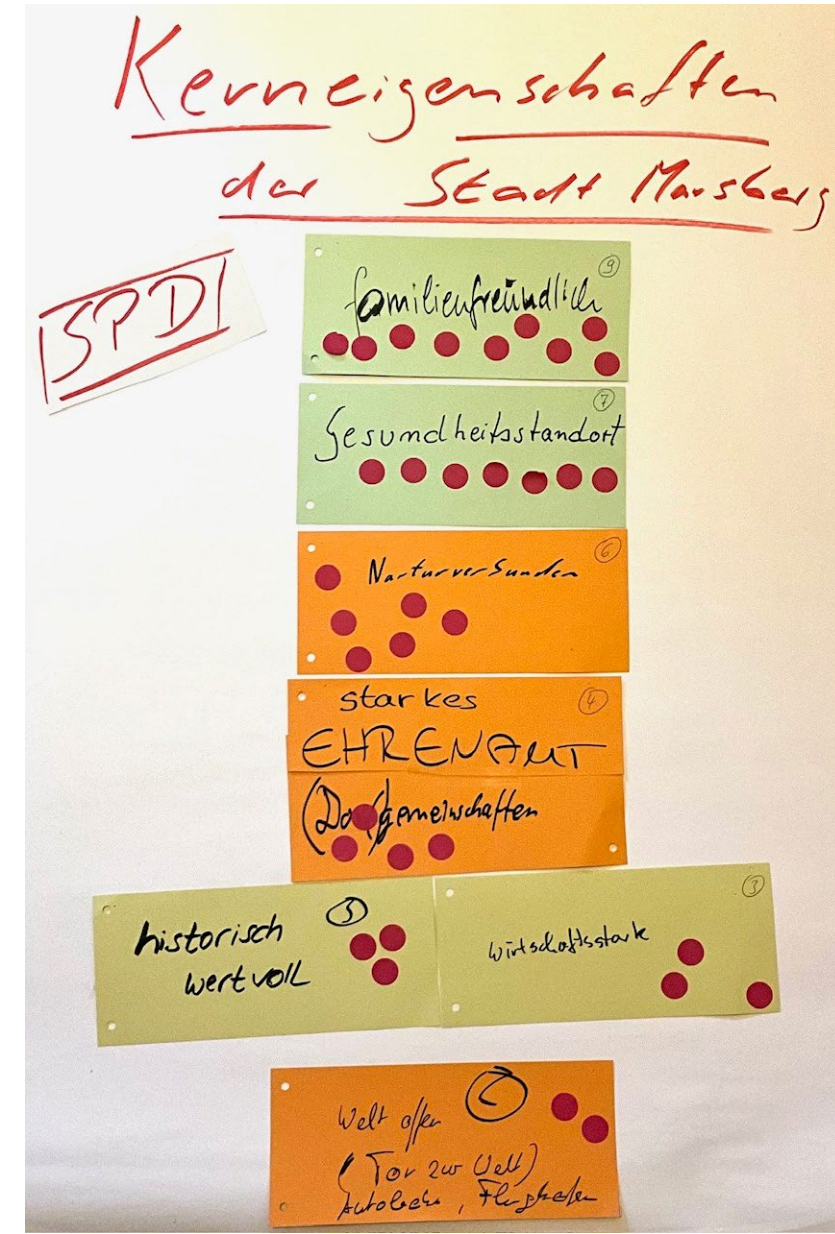 Kerneigenschaften
der Stadt Marsberg
SPD
9
familienfreundlich
7
Gesundheitsstandort
6
Narturverbunden
4
starkes
EHRENAMT
(Dorf)gemeinschaften
3
historisch
wertvoll
3
wirtschaftsstark
2
Welt offen
(Tor zur Welt)
Autobahn, Flughafen